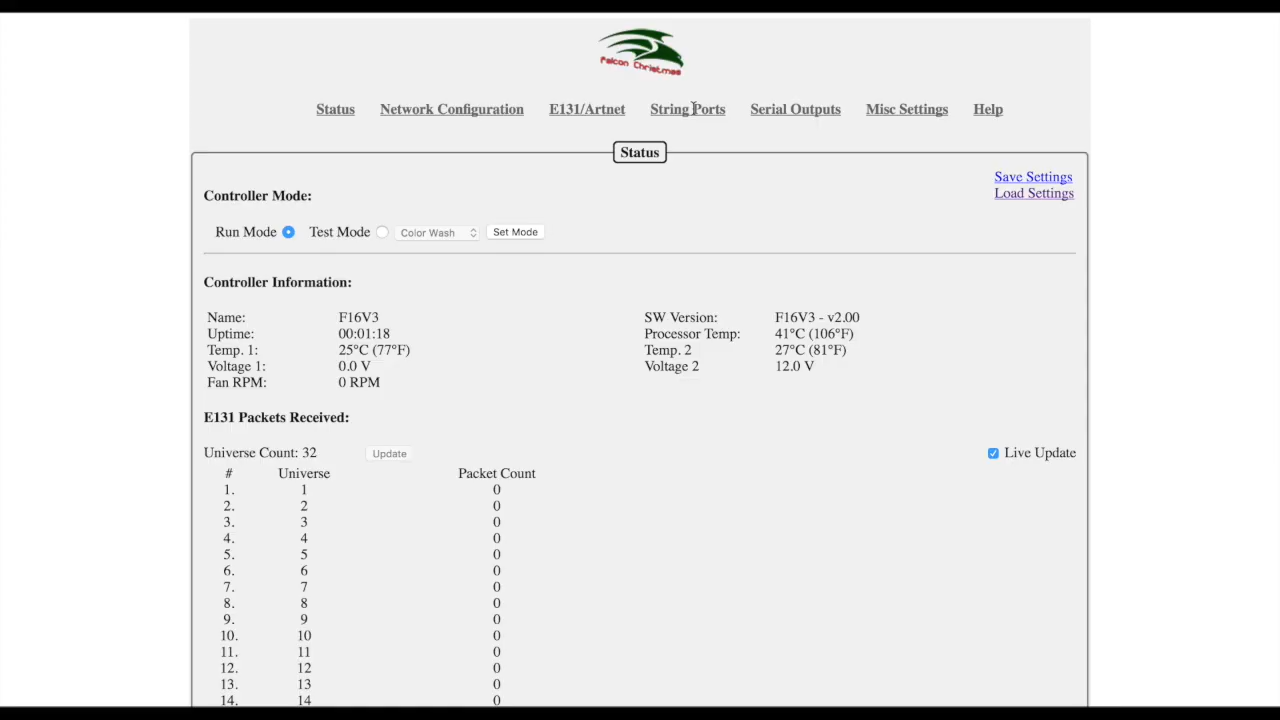 Falcon Christmas
Status Network Configuration E131/Artnet String Ports Serial Outputs Misc Settings Help
Status
Save Settings
Controller Mode:
Load Settings
Run Mode Test Mode Color Wash Set Mode
Controller Information:
Name: F16V3 SW Version: F16V3 - v2.00
Uptime: 00:01:18 Processor Temp: 41°C (106°F)
Temp. 1: 25°C (77°F) Temp. 2 27°C (81°F)
Voltage 1: 0.0 V Voltage 2 12.0 V
Fan RPM: 0 RPM
E131 Packets Received:
Universe Count: 32 Update Live Update
# Universe Packet Count
1. 1 0
2. 2 0
3. 3 0
4. 4 0
5. 5 0
6. 6 0
7. 7 0
8. 8 0
9. 9 0
10. 10 0
11. 11 0
12. 12 0
13. 13 0
14. 14 0